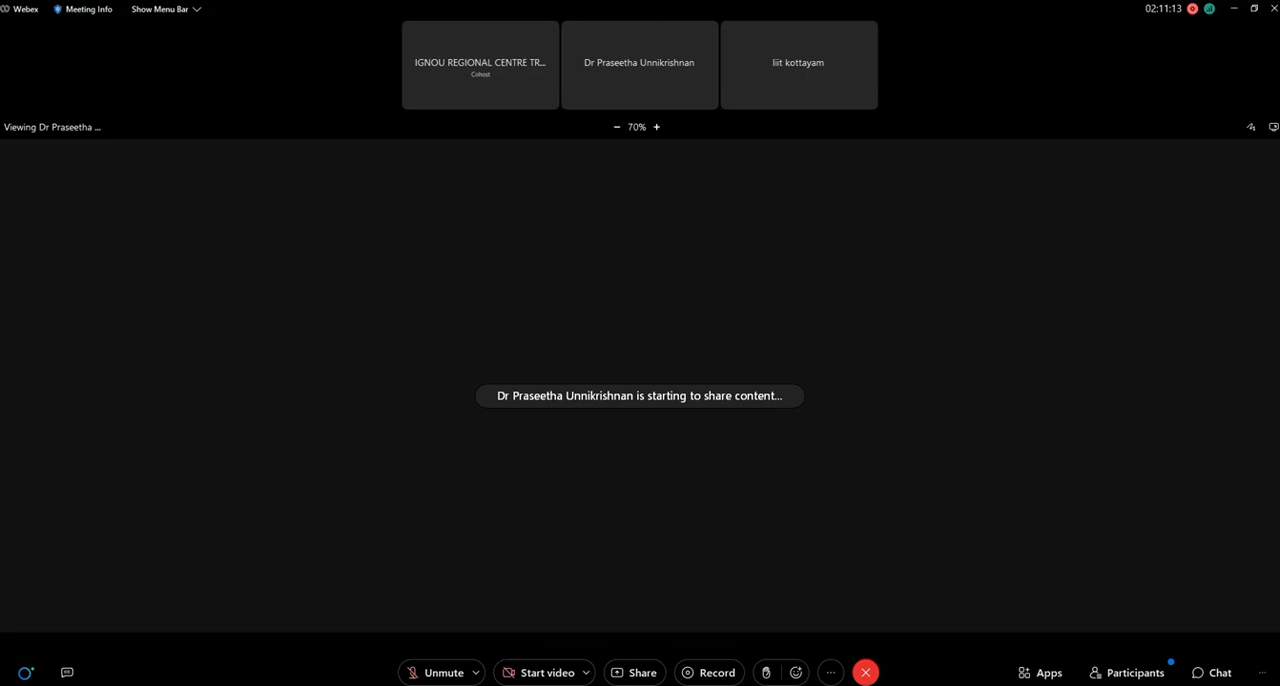 Webex Meeting Info Show Menu Bar 02:11:13
IGNOU REGIONAL CENTRE TR... Dr Praseetha Unnikrishnan liit kottayam
Cohost
Viewing Dr Praseetha ... 70%
Dr Praseetha Unnikrishnan is starting to share content...
Unmute Start video Share Record Apps Participants Chat